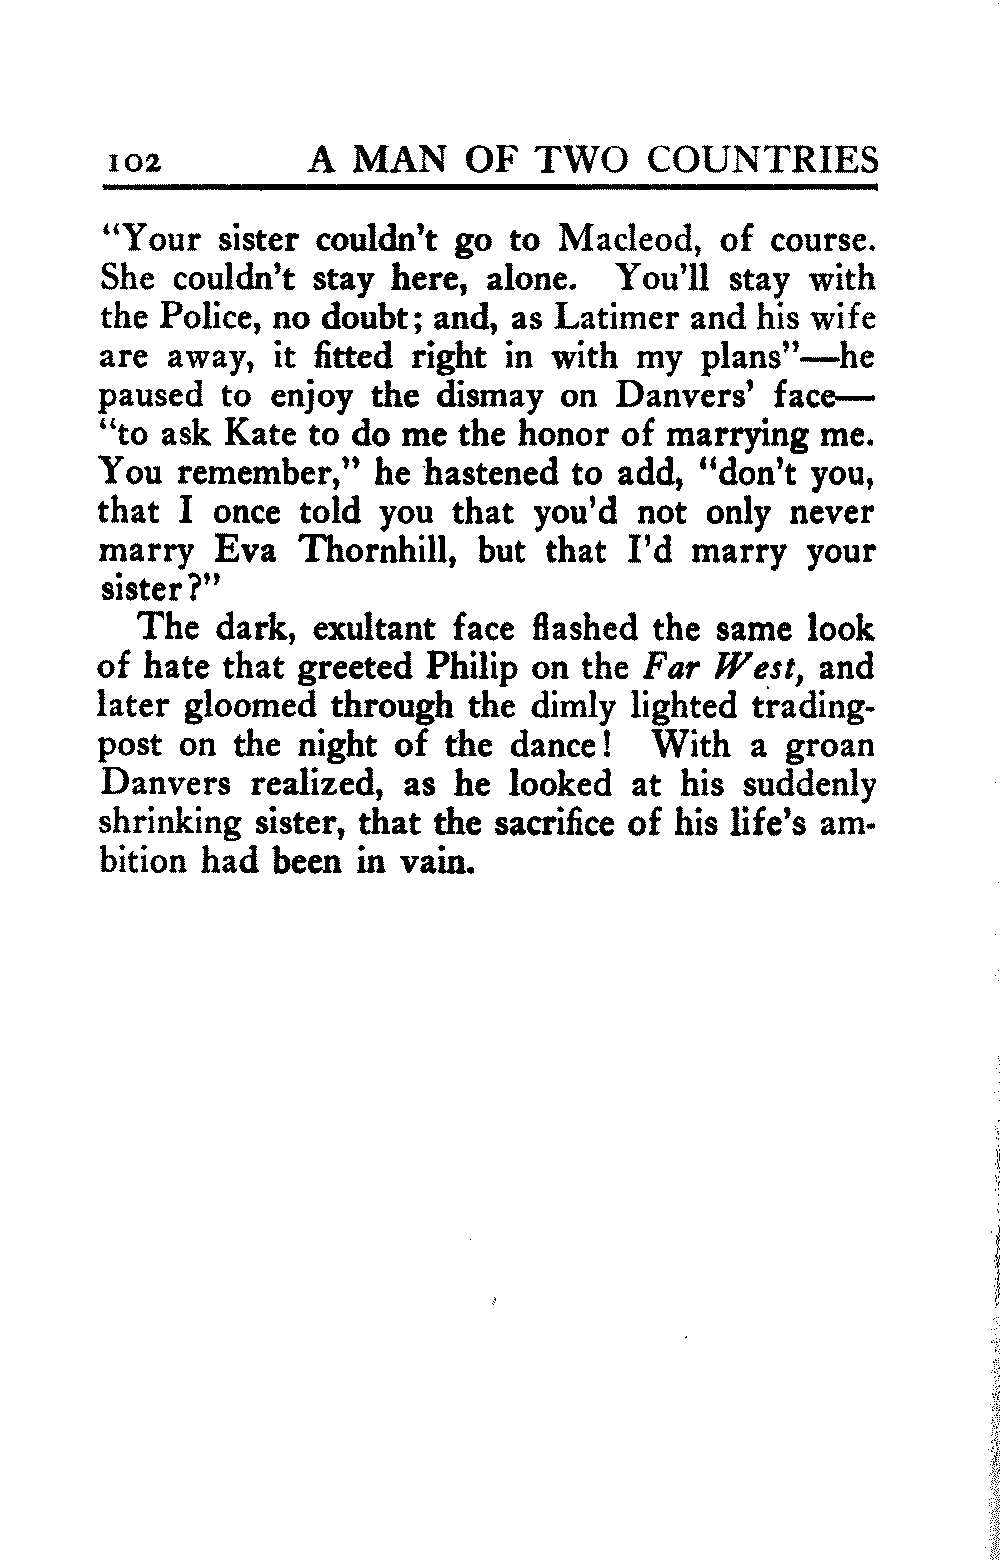 102 A MAN OF TWO COUNTRIES
“Your sister couldn’t go to Macleod, of course.
She couldn’t stay here, alone. You’ll stay with
the Police, no doubt; and, as Latimer and his wife
are away, it fitted right in with my plans”—he
paused to enjoy the dismay on Danvers’ face—
“to ask Kate to do me the honor of marrying me.
You remember,” he hastened to add, “don’t you,
that I once told you that you’d not only never
marry Eva Thornhill, but that I’d marry your
sister?”
The dark, exultant face flashed the same look
of hate that greeted Philip on the Far West, and
later gloomed through the dimly lighted trading-
post on the night of the dance! With a groan
Danvers realized, as he looked at his suddenly
shrinking sister, that the sacrifice of his life’s am-
bition had been in vain.